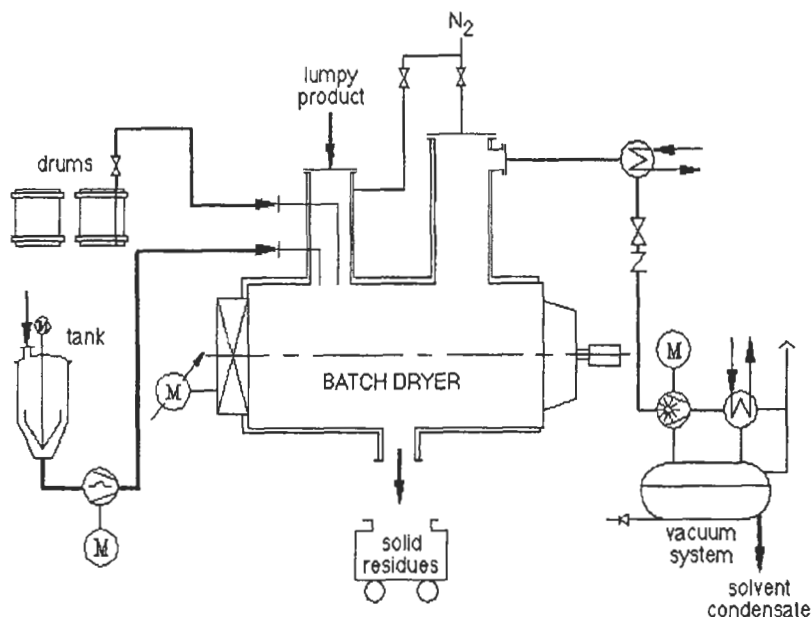 N2
lumpy
product
drums
tank
M
M
BATCH DRYER
M
M
solid
residues
vacuum
system
solvent
condensate